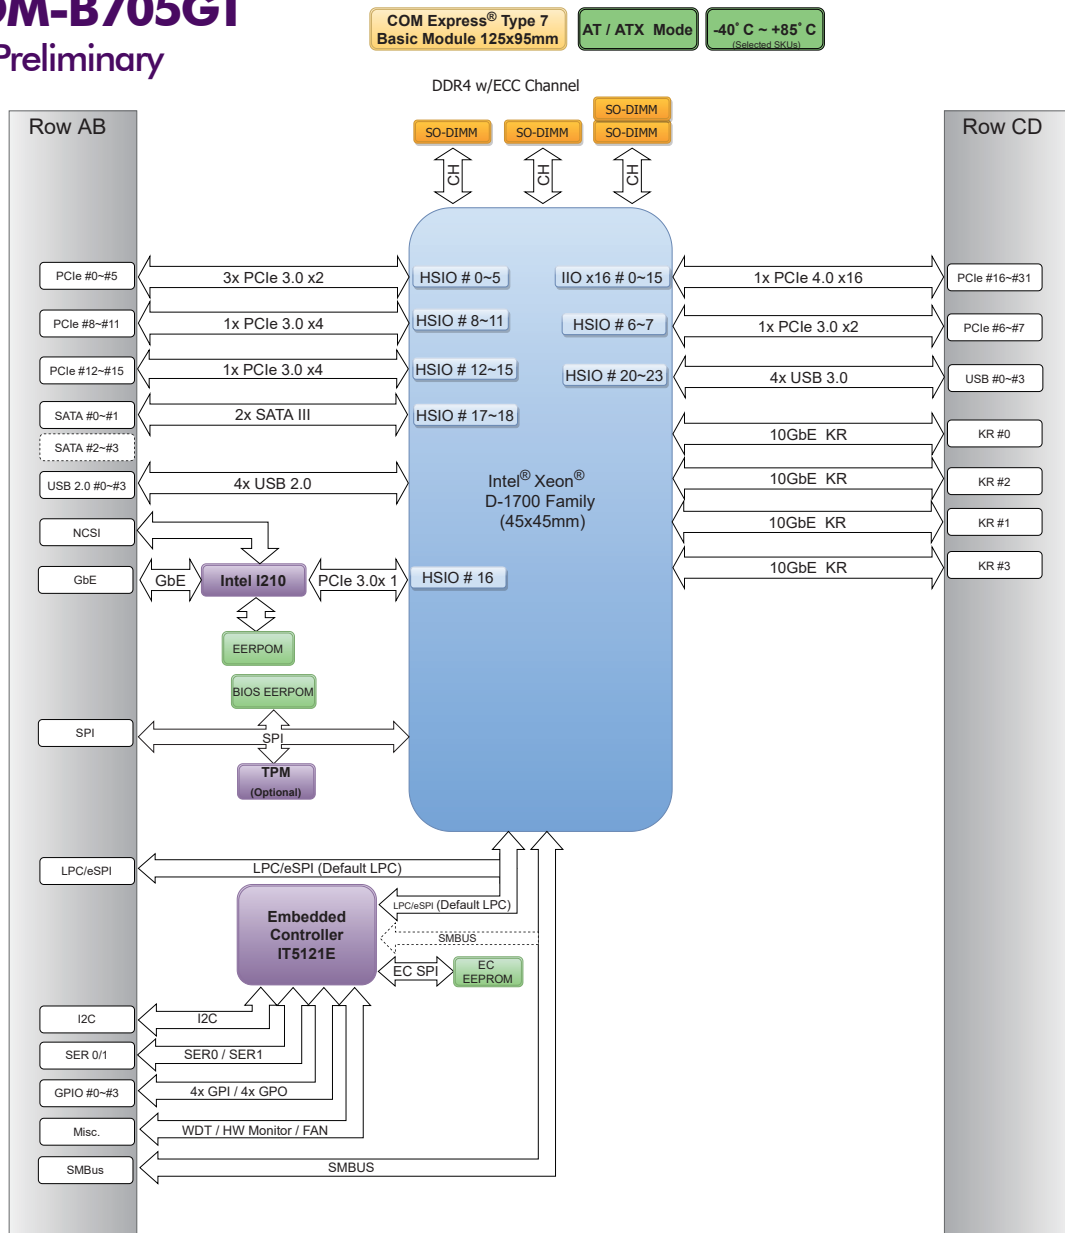 OM-B705GT
Preliminary
COM Express® Type 7
Basic Module 125x95mm
AT / ATX Mode
-40° C ~ +85° C
(Selected SKUs)
DDR4 w/ECC Channel
SO-DIMM
SO-DIMM
SO-DIMM
SO-DIMM
CH
CH
CH
Row AB
Row CD
PCIe #0~#5
3x PCIe 3.0 x2
HSIO # 0~5
IIO x16 # 0~15
1x PCIe 4.0 x16
PCIe #16~#31
PCIe #8~#11
1x PCIe 3.0 x4
HSIO # 8~11
HSIO # 6~7
1x PCIe 3.0 x2
PCIe #6~#7
PCIe #12~#15
1x PCIe 3.0 x4
HSIO # 12~15
HSIO # 20~23
4x USB 3.0
USB #0~#3
SATA #0~#1
2x SATA III
HSIO # 17~18
10GbE KR
KR #0
SATA #2~#3
USB 2.0 #0~#3
4x USB 2.0
Intel® Xeon®
D-1700 Family
(45x45mm)
10GbE KR
KR #2
NCSI
10GbE KR
KR #1
GbE
GbE
Intel I210
PCIe 3.0x 1
HSIO # 16
10GbE KR
KR #3
EERPOM
BIOS EERPOM
SPI
SPI
TPM
(Optional)
LPC/eSPI
LPC/eSPI (Default LPC)
LPC/eSPI (Default LPC)
Embedded
Controller
IT5121E
SMBUS
EC SPI
EC
EEPROM
I2C
I2C
SER 0/1
SER0 / SER1
GPIO #0~#3
4x GPI / 4x GPO
Misc.
WDT / HW Monitor / FAN
SMBus
SMBUS